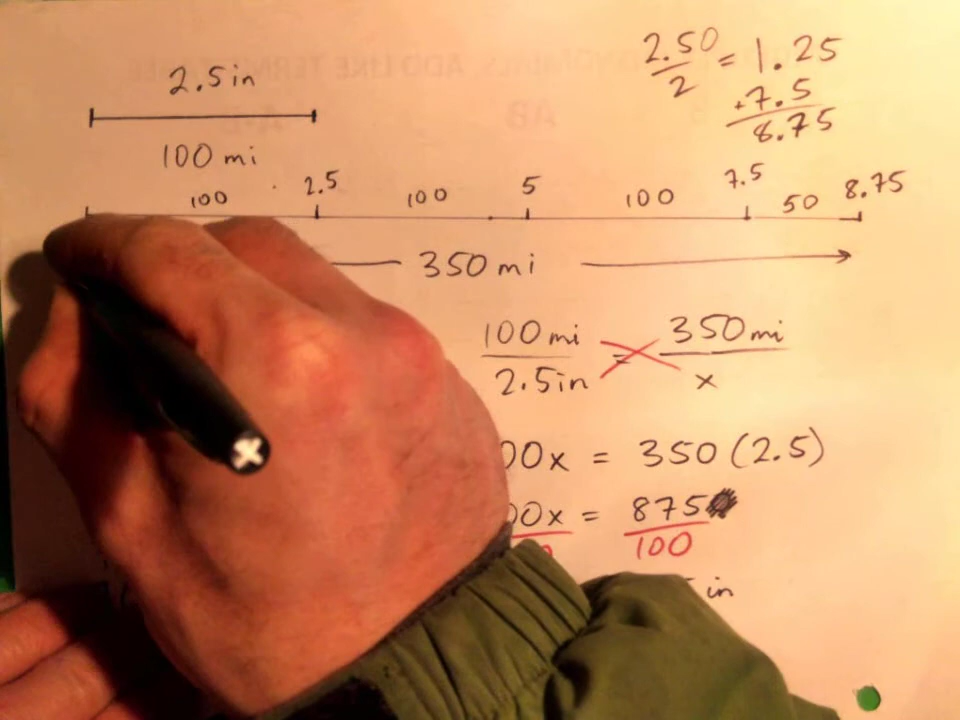 2.50/2 = 1.25
+7.5
8.75
2.5 in
100 mi
100 2.5 100 5 100 7.5 50 8.75
350 mi
100 mi/2.5 in = 350 mi/x
00x = 350 (2.5)
00x = 875
100
in